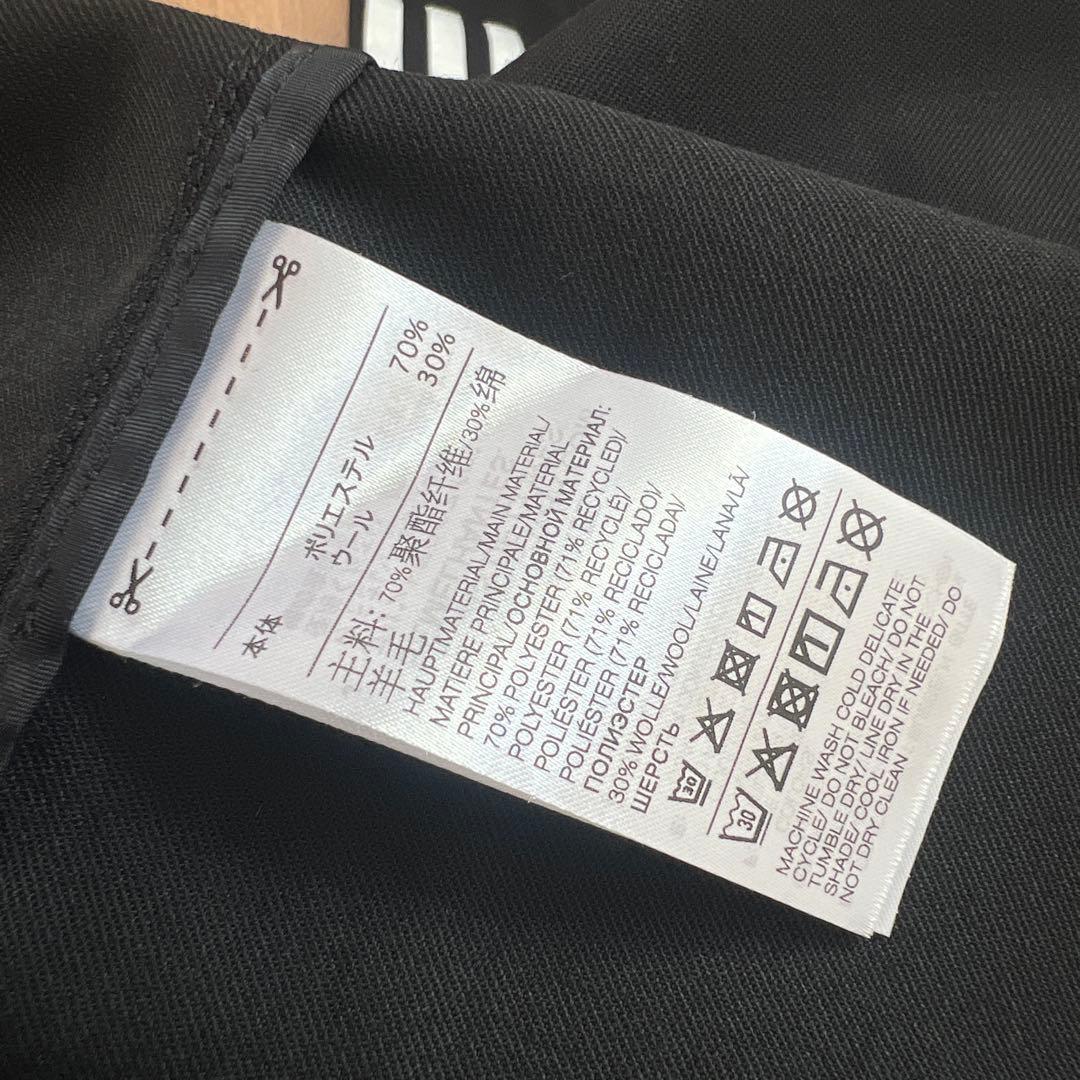 本体
ポリエステル 70%
ウール 30%
主料: 70%聚酯纤维/30%绵
羊毛
HAUPTMATERIAL/MAIN MATERIAL/
MATIERE PRINCIPALE/MATERIAL
PRINCIPAL/ОСНОВНОЙ МАТЕРИАЛ:
70% POLYESTER (71% RECYCLED)/
POLYESTER (71% RECYCLÉ)/
POLIÉSTER (71% RECICLADO)/
POLIÉSTER (71% RECICLADA)/
ПОЛИЭСТЕР
30% WOLLE/WOOL/LAINE/LANA/LÃ/
ШЕРСТЬ
30
30
MACHINE WASH COLD DELICATE
CYCLE/ DO NOT BLEACH/ DO NOT
TUMBLE DRY/ LINE DRY IN THE
SHADE/ COOL IRON IF NEEDED/ DO
NOT DRY CLEAN